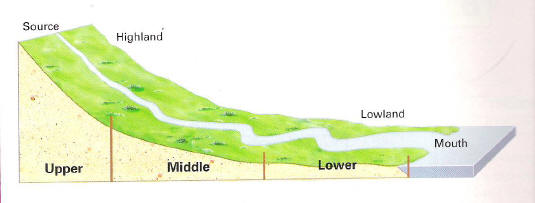 Source
Highland
Lowland
Mouth
Upper
Middle
Lower